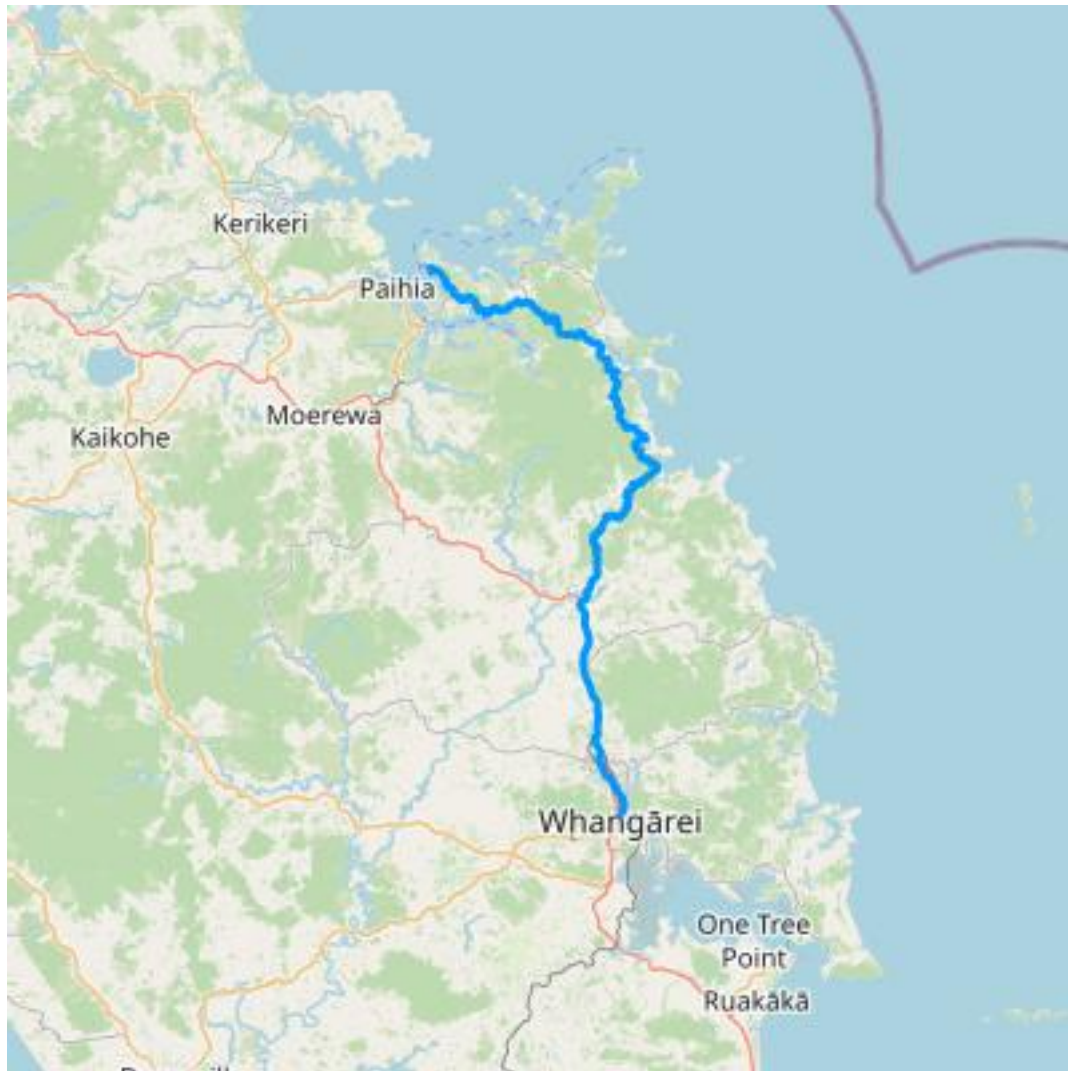 Kerikeri
Paihia
Moerewa
Kaikohe
Whangārei
One Tree
Point
Ruakākā